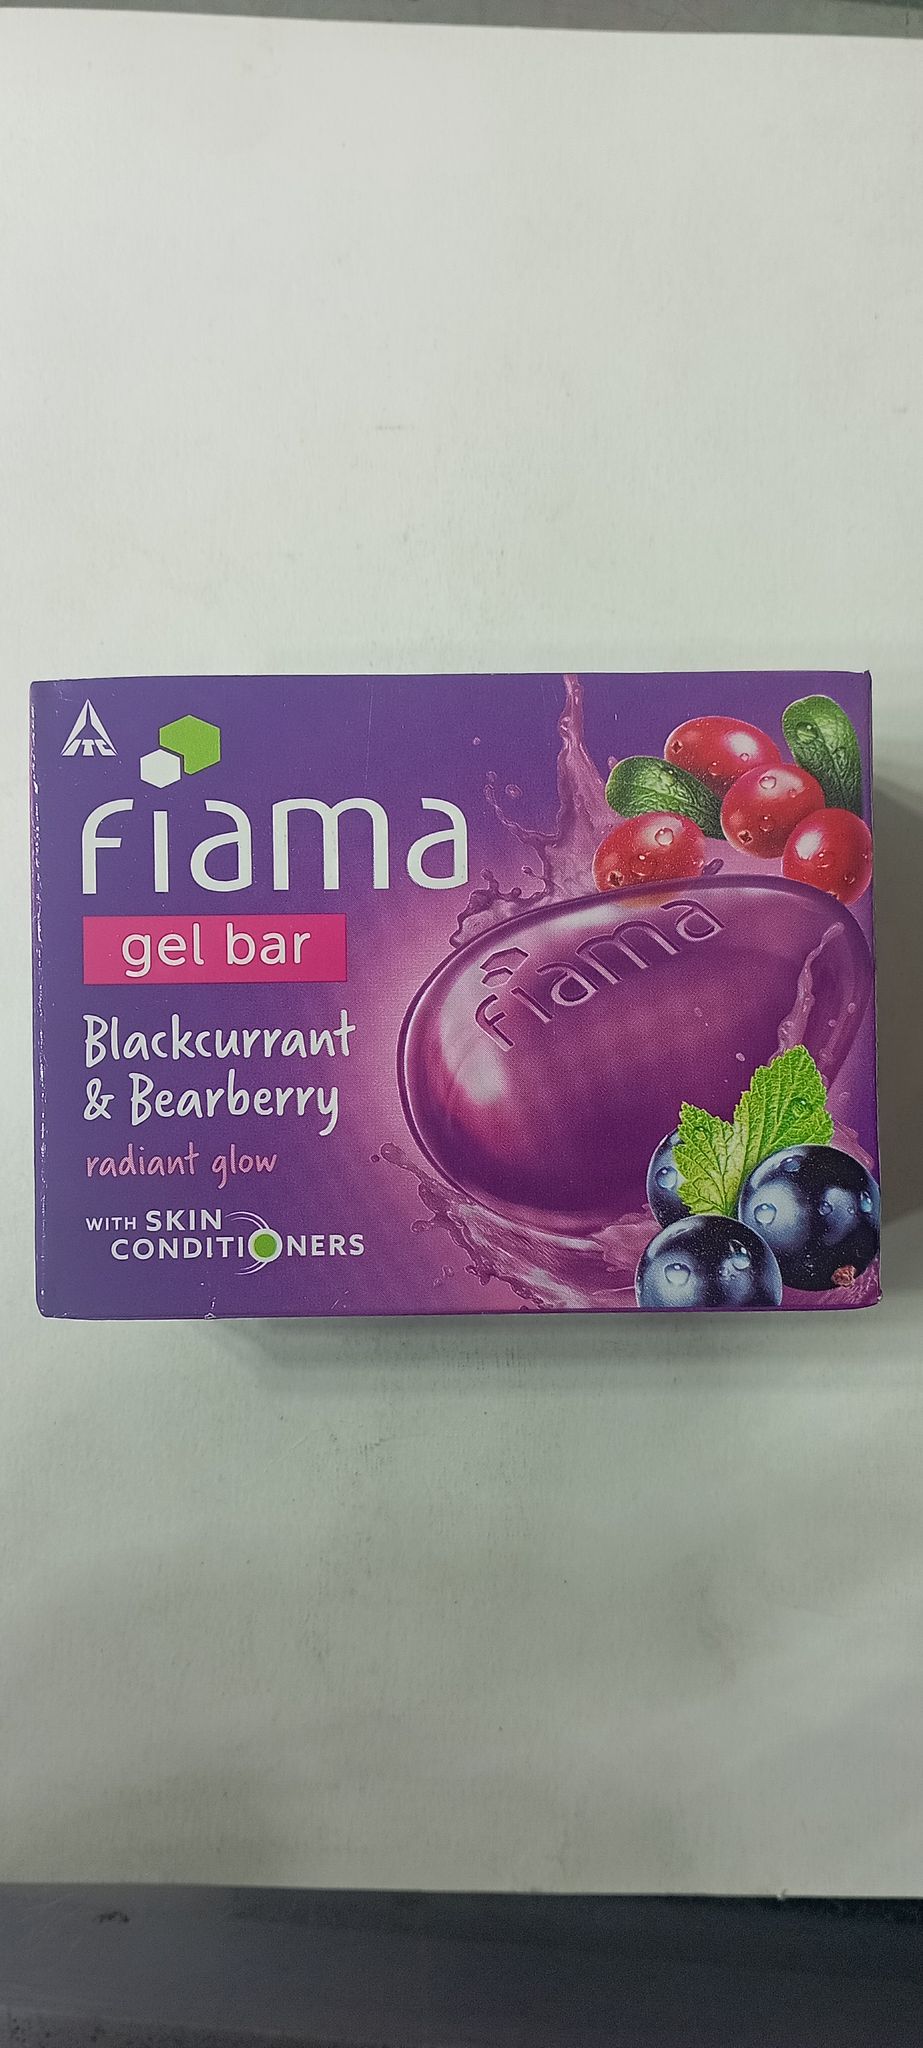 ITC
fiama
gel bar
Blackcurrant
& Bearberry
radiant glow
WITH SKIN
CONDITIONERS
fiama